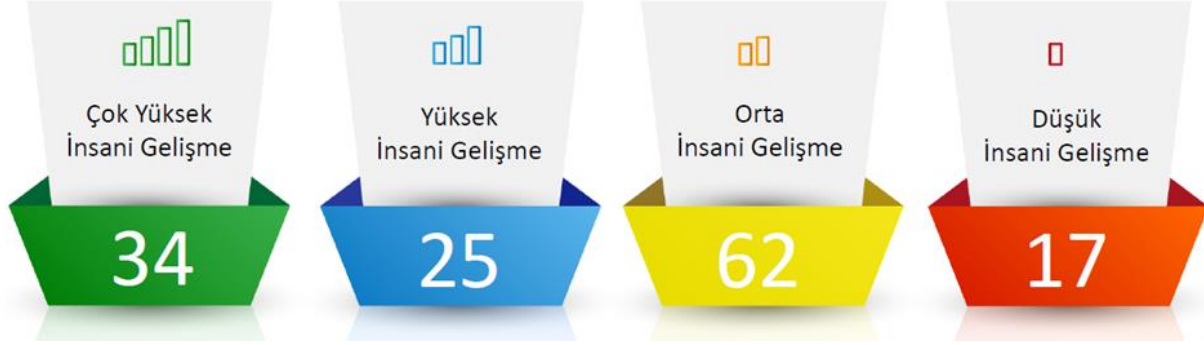 Çok Yüksek
İnsani Gelişme
34
Yüksek
İnsani Gelişme
25
Orta
İnsani Gelişme
62
Düşük
İnsani Gelişme
17